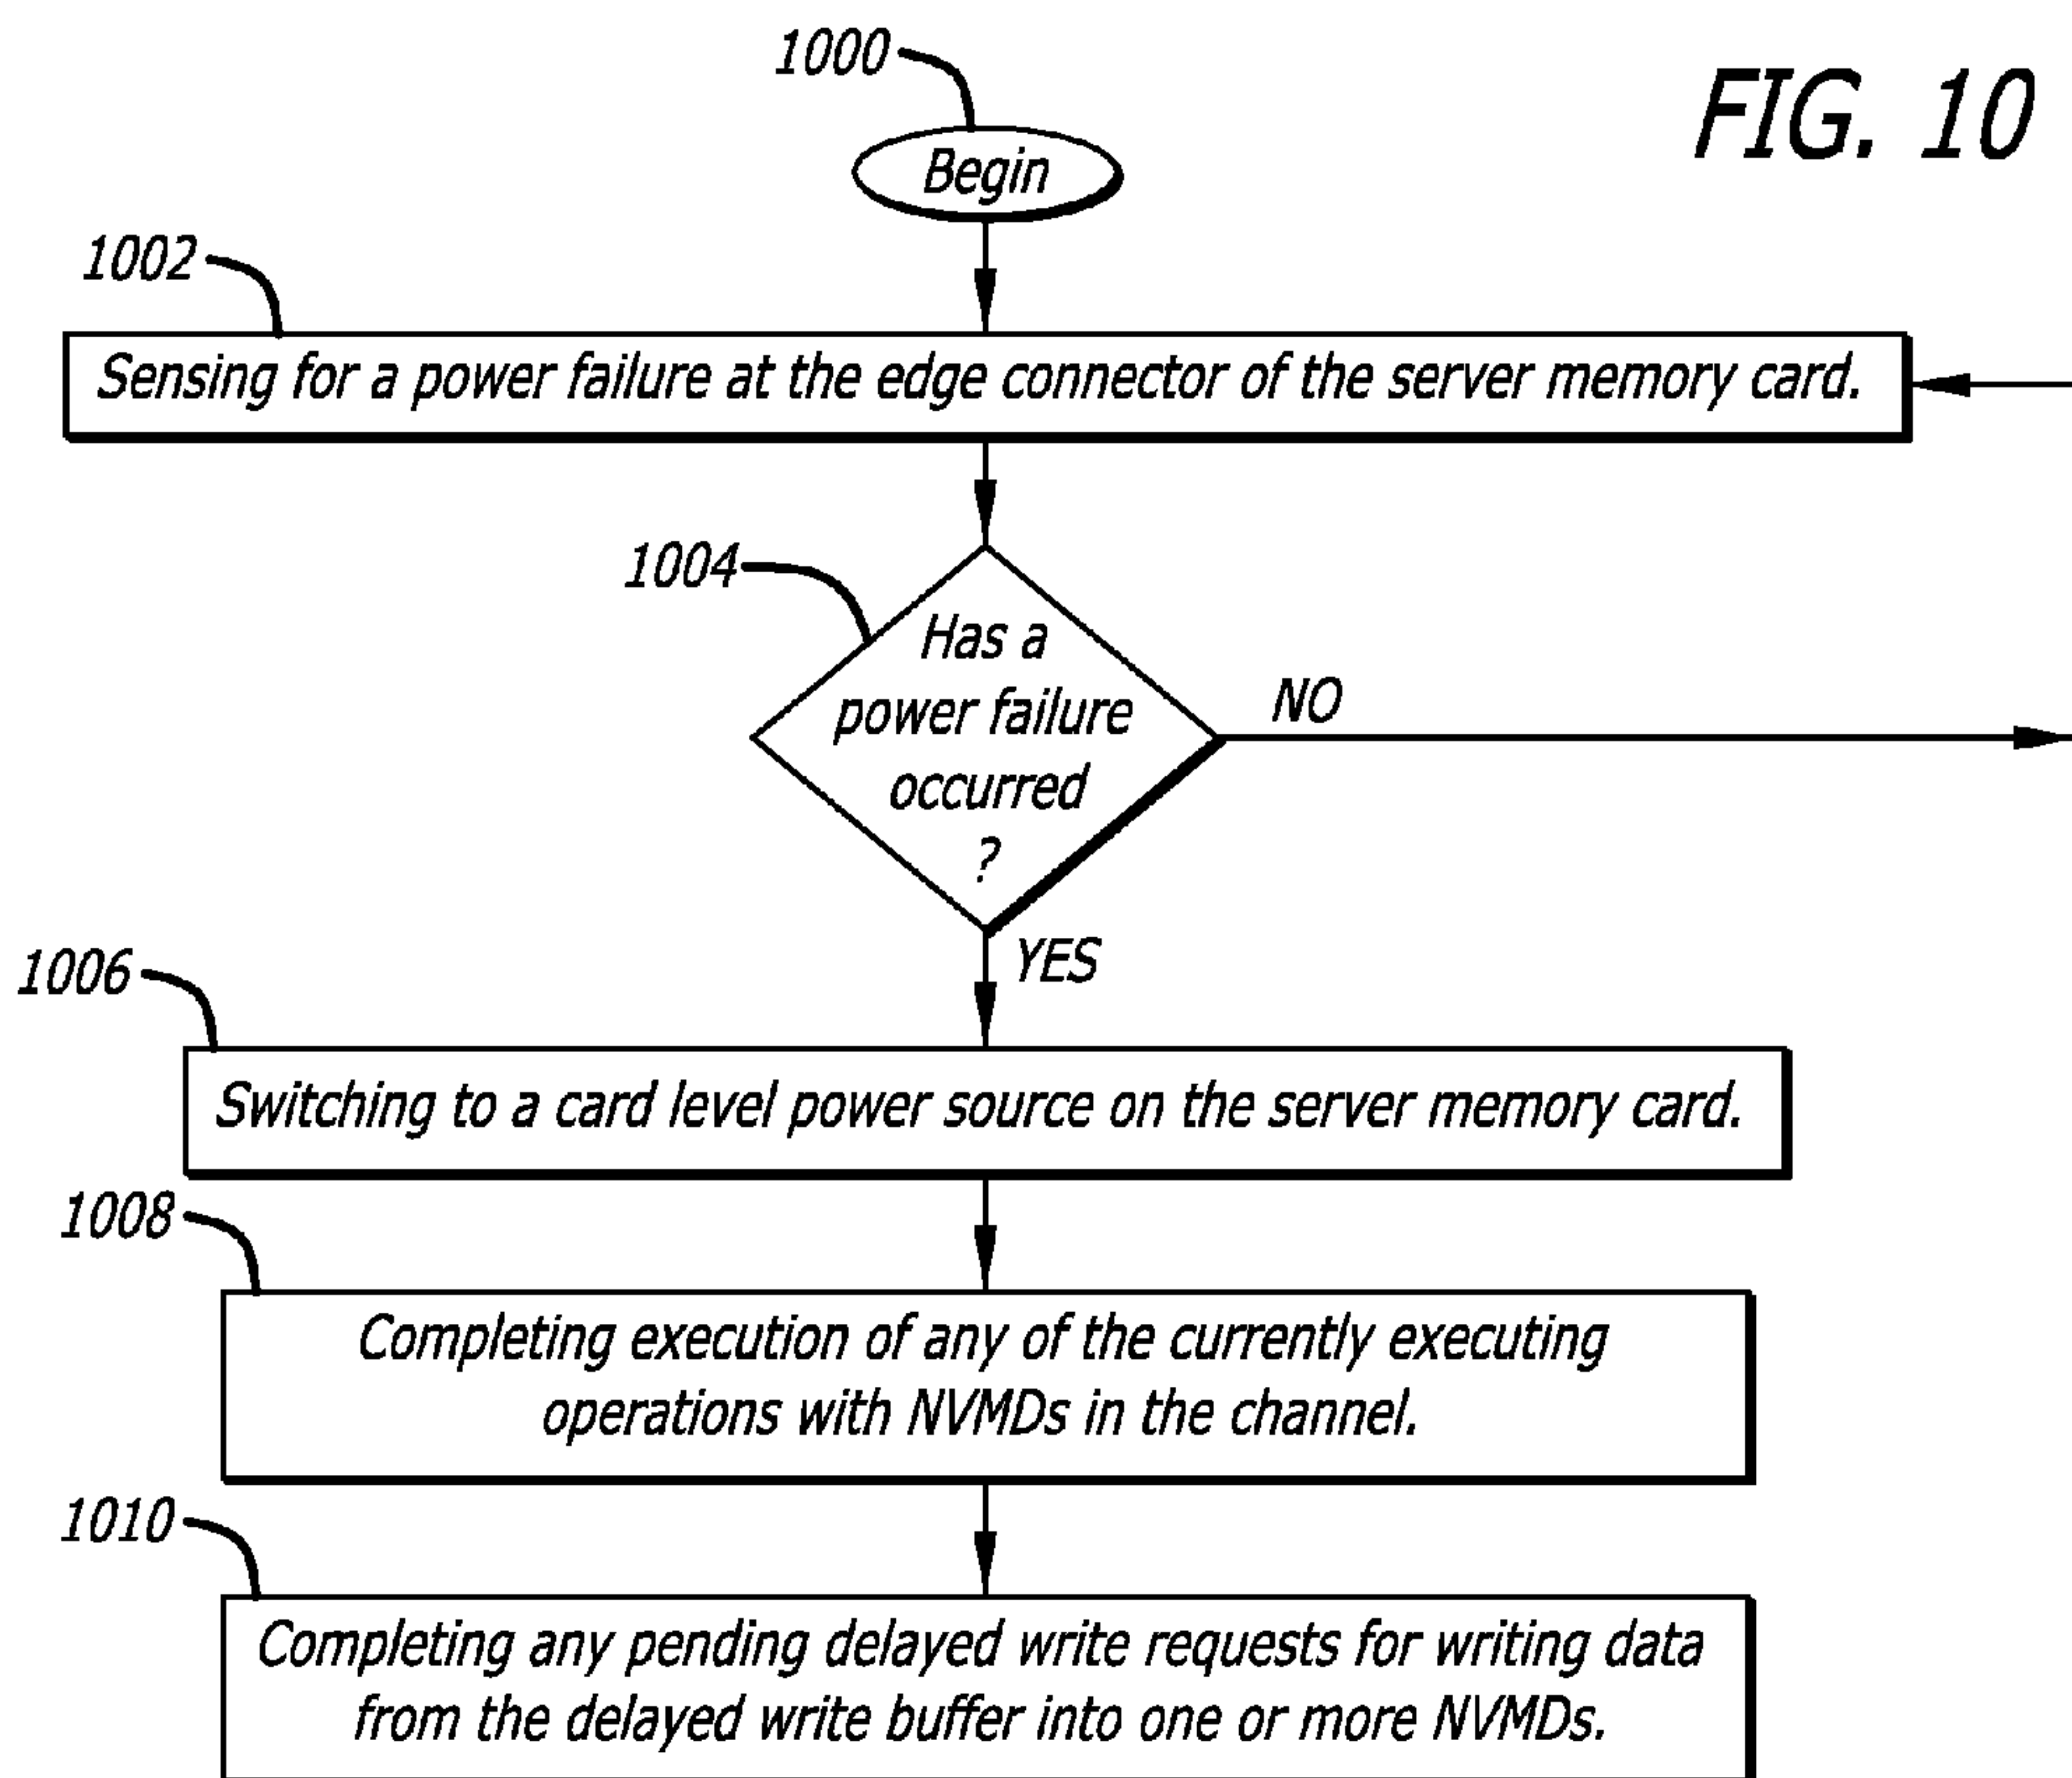 1000
FIG. 10
Begin
1002
Sensing for a power failure at the edge connector of the server memory card.
1004
Has a
power failure
occurred
?
NO
YES
1006
Switching to a card level power source on the server memory card.
1008
Completing execution of any of the currently executing
operations with NVMDs in the channel.
1010
Completing any pending delayed write requests for writing data
from the delayed write buffer into one or more NVMDs.